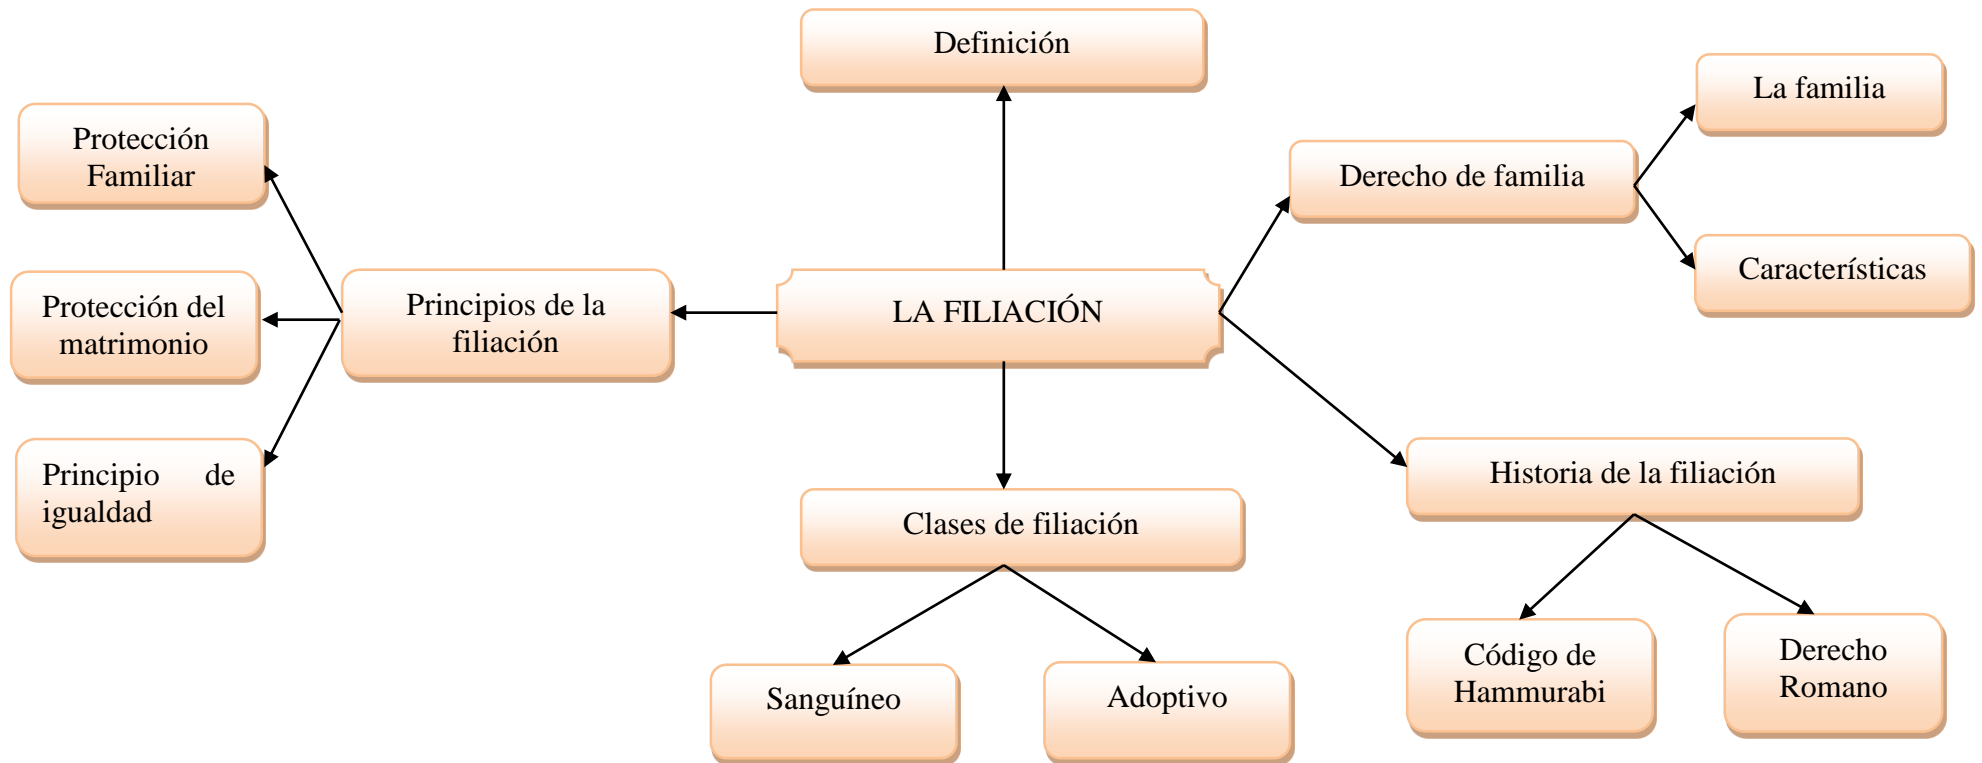 Definición
La familia
Protección
Familiar
Derecho de familia
Características
Protección del
matrimonio
Principios de la
filiación
LA FILIACIÓN
Principio de
igualdad
Historia de la filiación
Clases de filiación
Código de
Hammurabi
Derecho
Romano
Sanguíneo
Adoptivo